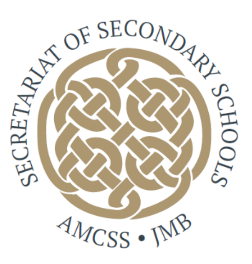 SECRETARIAT OF SECONDARY SCHOOLS
AMCSS • JMB